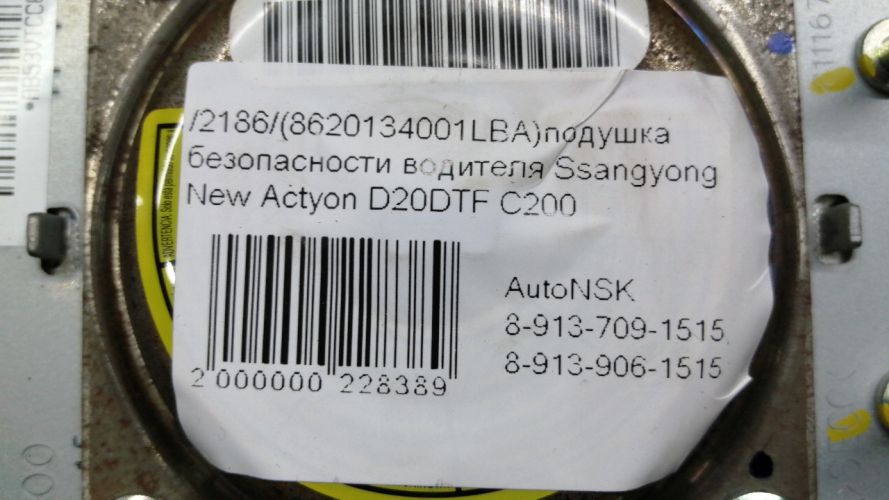 /2186/(8620134001LBA)подушка
безопасности водителя Ssangyong
New Actyon D20DTF C200
AutoNSK
8-913-709-1515
8-913-906-1515
2 000000 228389
ADVERTENCIA